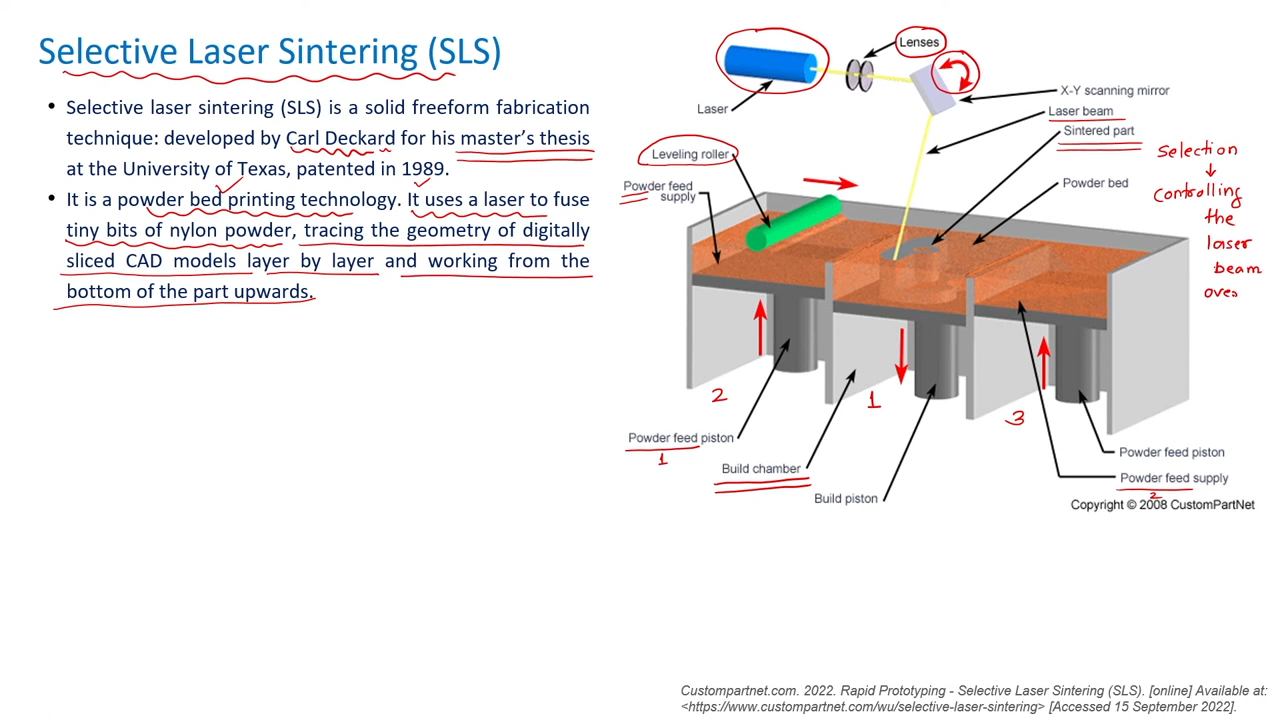 Selective Laser Sintering (SLS)
• Selective laser sintering (SLS) is a solid freeform fabrication
technique: developed by Carl Deckard for his master's thesis
at the University of Texas, patented in 1989.
• It is a powder bed printing technology. It uses a laser to fuse
tiny bits of nylon powder, tracing the geometry of digitally
sliced CAD models layer by layer and working from the
bottom of the part upwards.
Lenses
Laser
X-Y scanning mirror
Laser beam
Sintered part
Leveling roller
Powder feed
supply
Powder bed
Selection
↓
Controlling
the
laser
beam
over
2
1
3
Powder feed piston
1
Build chamber
Build piston
Powder feed piston
Powder feed supply
2
Copyright © 2008 CustomPartNet
Custompartnet.com. 2022. Rapid Prototyping - Selective Laser Sintering (SLS). [online] Available at:
<https://www.custompartnet.com/wu/selective-laser-sintering> [Accessed 15 September 2022].